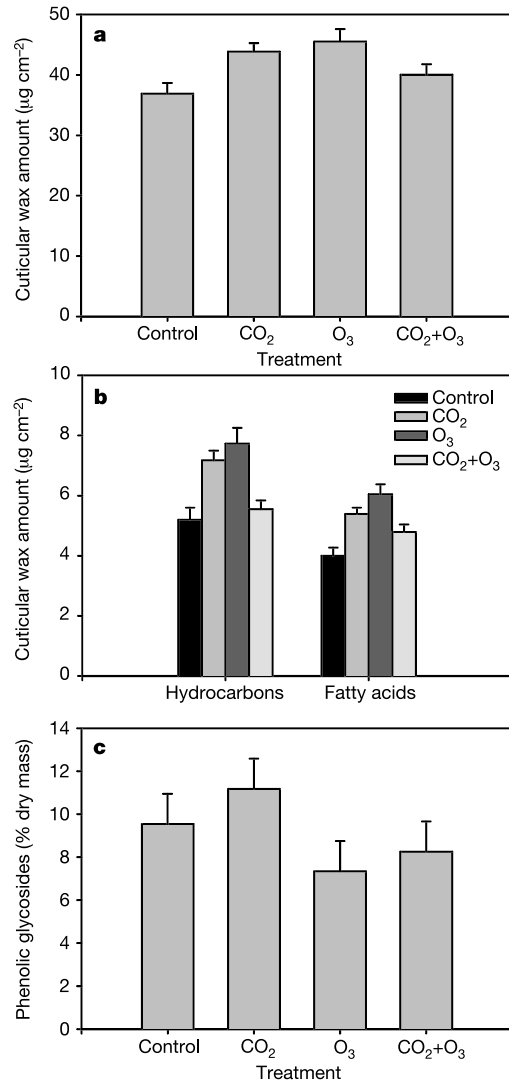 a
Cuticular wax amount (µg cm⁻²)
50
40
30
20
10
0
Control CO₂ O₃ CO₂+O₃
Treatment
b
Cuticular wax amount (µg cm⁻²)
10
8
6
4
2
0
Control
CO₂
O₃
CO₂+O₃
Hydrocarbons Fatty acids
c
Phenolic glycosides (% dry mass)
14
12
10
8
6
4
2
0
Control CO₂ O₃ CO₂+O₃
Treatment